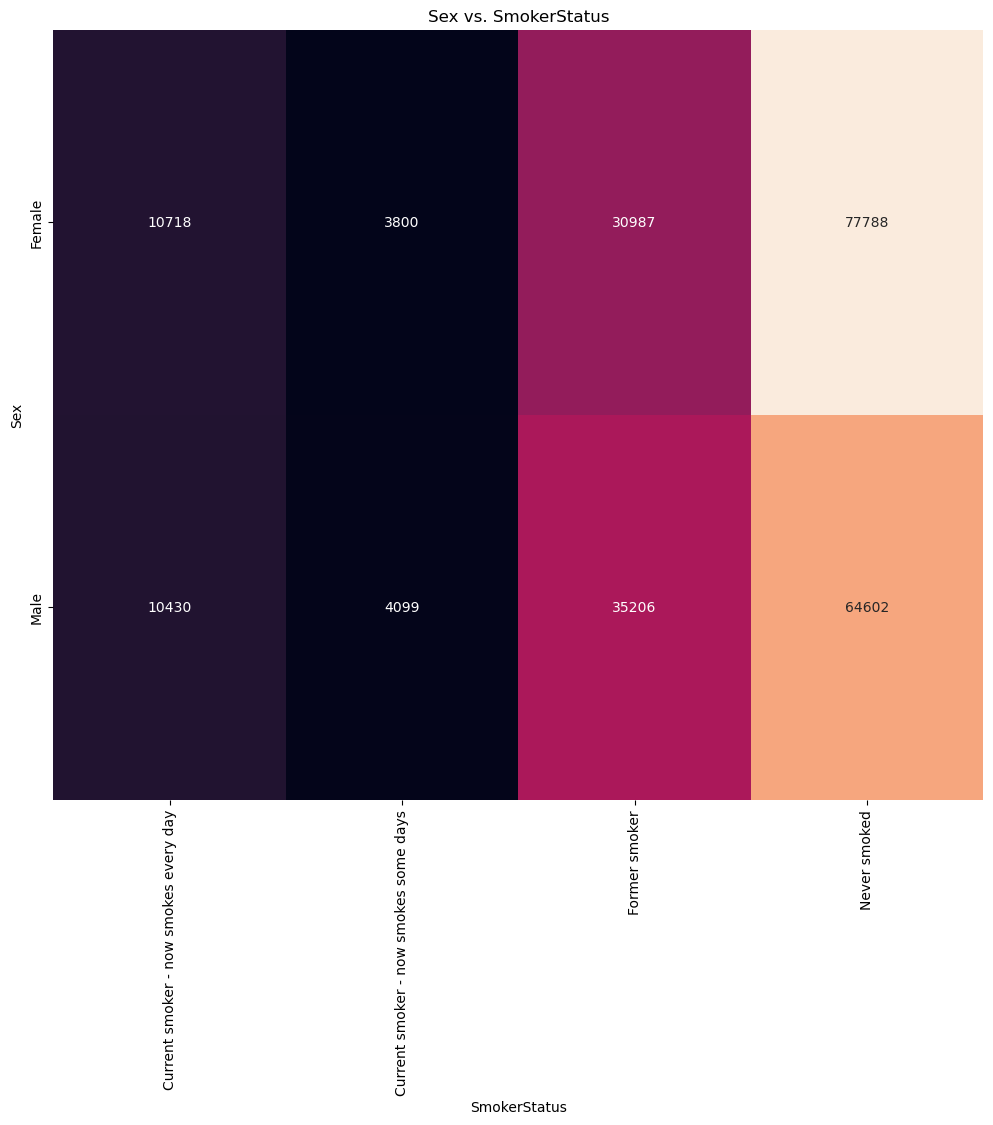 Sex vs. SmokerStatus
Sex
Female
10718
3800
30987
77788
Male
10430
4099
35206
64602
Current smoker - now smokes every day
Current smoker - now smokes some days
Former smoker
Never smoked
SmokerStatus